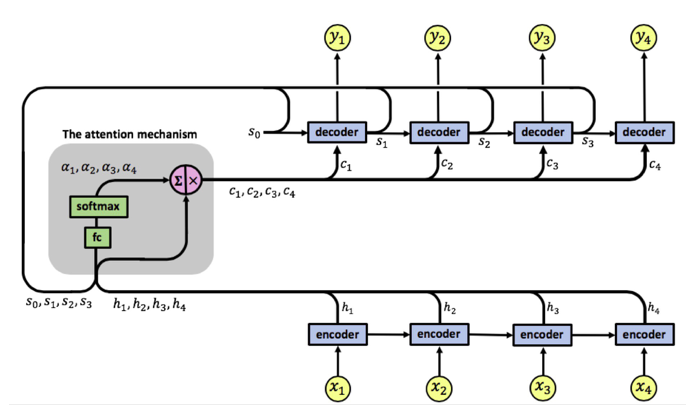 y₁ y₂ y₃ y₄
The attention mechanism
s₀ decoder s₁ decoder s₂ decoder s₃ decoder
α₁, α₂, α₃, α₄
Σ ×
c₁ c₂ c₃ c₄
softmax
c₁, c₂, c₃, c₄
fc
s₀, s₁, s₂, s₃
h₁, h₂, h₃, h₄
h₁ h₂ h₃ h₄
encoder encoder encoder encoder
x₁ x₂ x₃ x₄